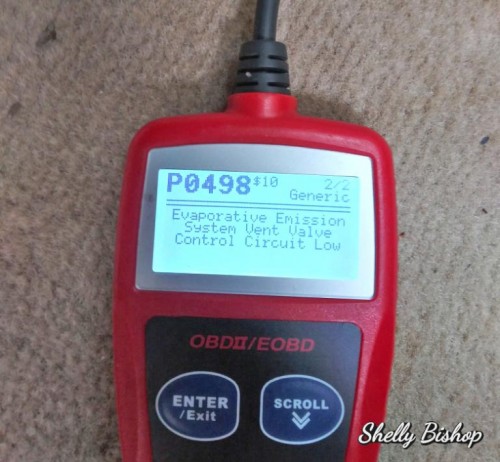 P0498 $10 2/2
Generic
Evaporative Emission
System Vent Valve
Control Circuit Low
OBDII/EOBD
ENTER
/Exit
SCROLL
Shelly Bishop